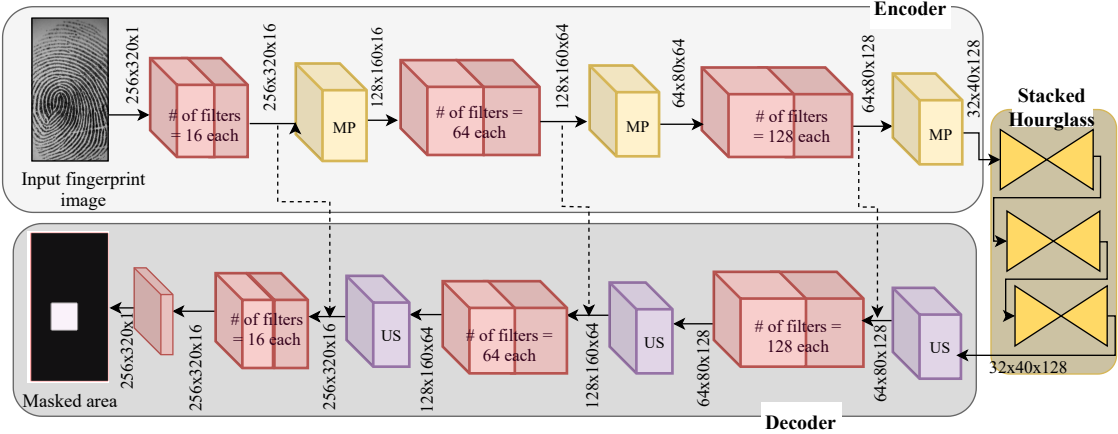 Encoder
256x320x1
# of filters
= 16 each
256x320x16
MP
128x160x16
# of filters =
64 each
128x160x64
MP
64x80x64
# of filters
= 128 each
64x80x128
MP
32x40x128
Input fingerprint
image
Stacked
Hourglass
Masked area
256x320x1
256x320x16
# of filters
= 16 each
256x320x16
US
128x160x64
# of filters =
64 each
128x160x64
US
64x80x128
# of filters =
128 each
64x80x128
US
32x40x128
Decoder